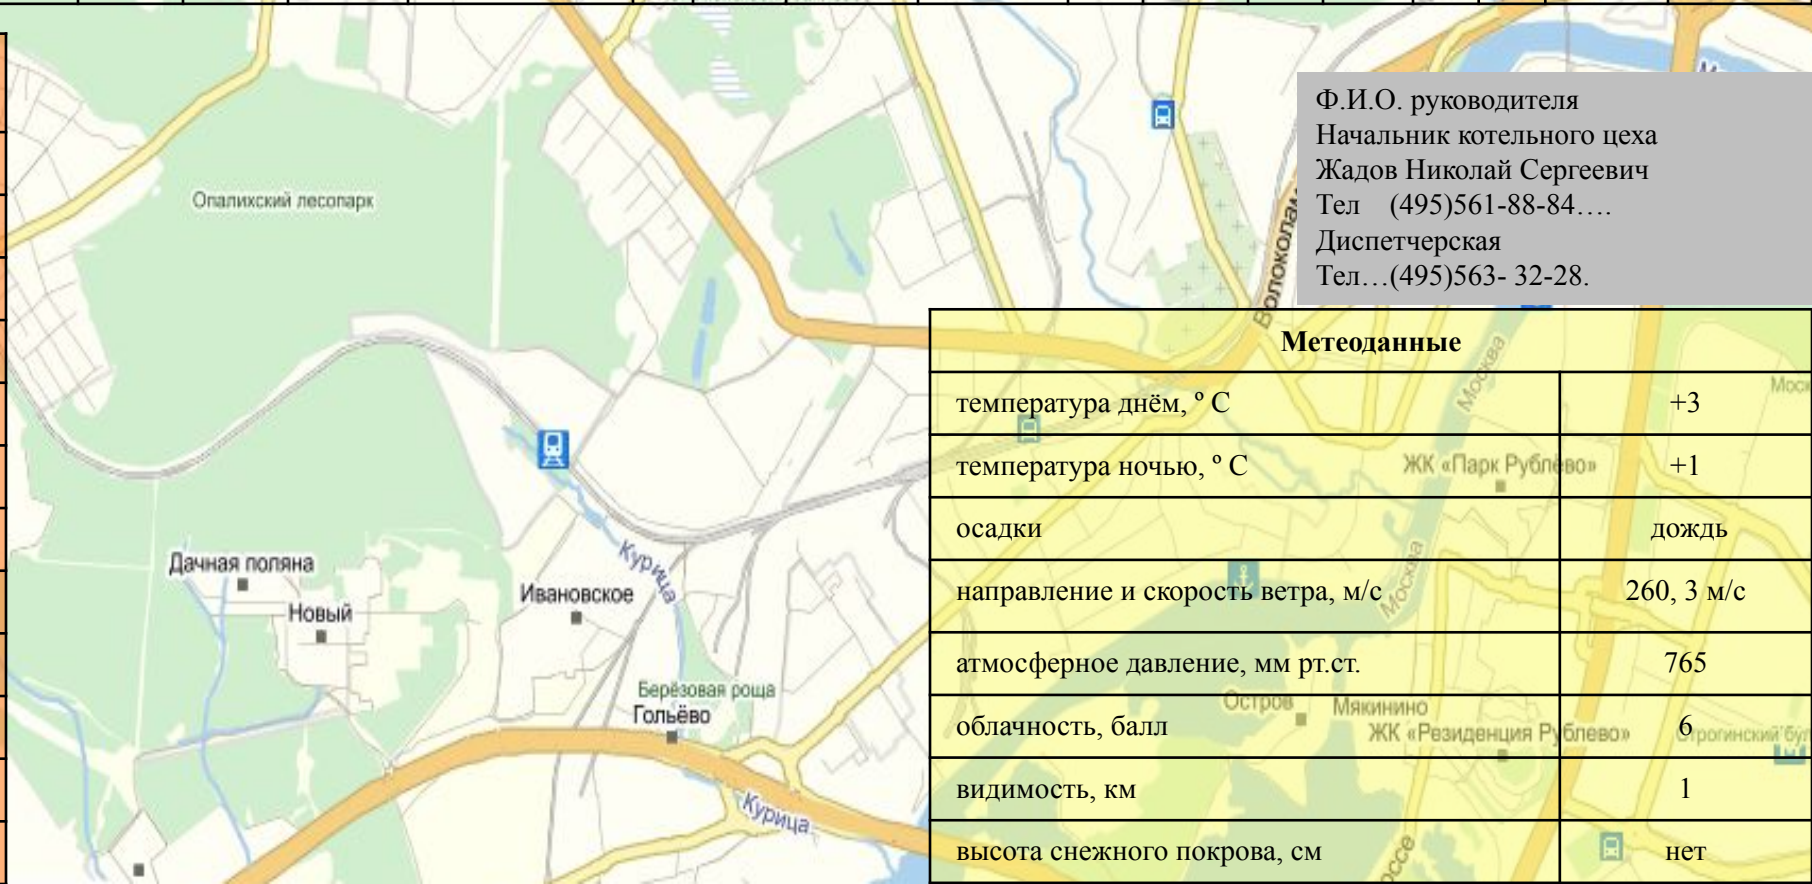 Ф.И.О. руководителя
Начальник котельного цеха
Жадов Николай Сергеевич
Тел (495)561-88-84….
Диспетчерская
Тел…(495)563- 32-28.
Опалихский лесопарк
Метеоданные
температура днём, º С +3
температура ночью, º С +1
осадки дождь
направление и скорость ветра, м/с 260, 3 м/с
атмосферное давление, мм рт.ст. 765
облачность, балл 6
видимость, км 1
высота снежного покрова, см нет
Москва
ЖК «Парк Рублёво»
Москва
Остров
Мякинино
ЖК «Резиденция Рублево»
Дачная поляна
Новый
Ивановское
Курица
Берёзовая роща
Гольёво
Курица